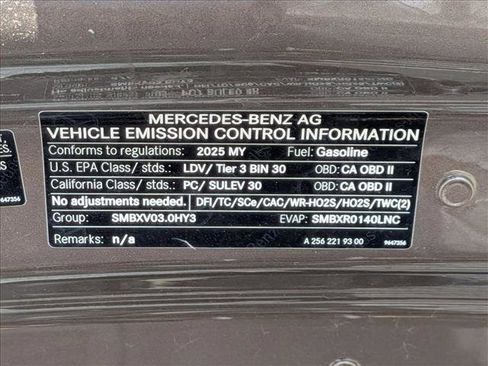 MERCEDES-BENZ AG
VEHICLE EMISSION CONTROL INFORMATION
Conforms to regulations: 2025 MY Fuel: Gasoline
U.S. EPA Class / stds.: LDV/ Tier 3 BIN 30 OBD: CA OBD II
California Class / stds.: PC/ SULEV 30 OBD: CA OBD II
No adjustments needed. DFI/TC/SCe/CAC/WR-HO2S/HO2S/TWC(2)
Group: SMBXV03.0HY3 EVAP: SMBXR0140LNC
Remarks: n/a A 256 221 93 00 9647356
9647356